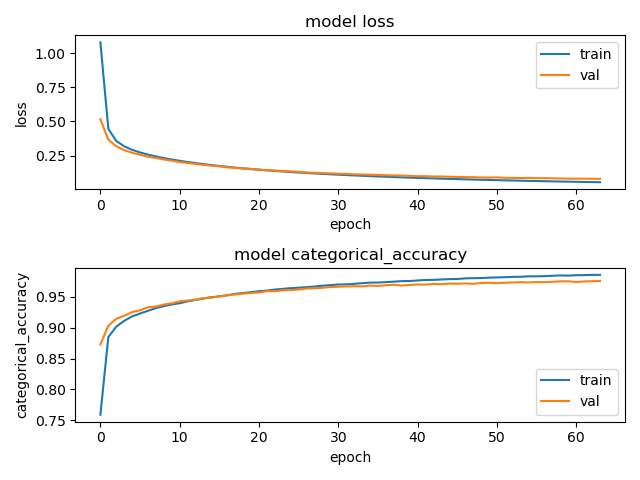 model loss
1.00
0.75
0.50
0.25
loss
train
val
0 10 20 30 40 50 60
epoch
model categorical_accuracy
0.95
0.90
0.85
0.80
0.75
categorical_accuracy
train
val
0 10 20 30 40 50 60
epoch